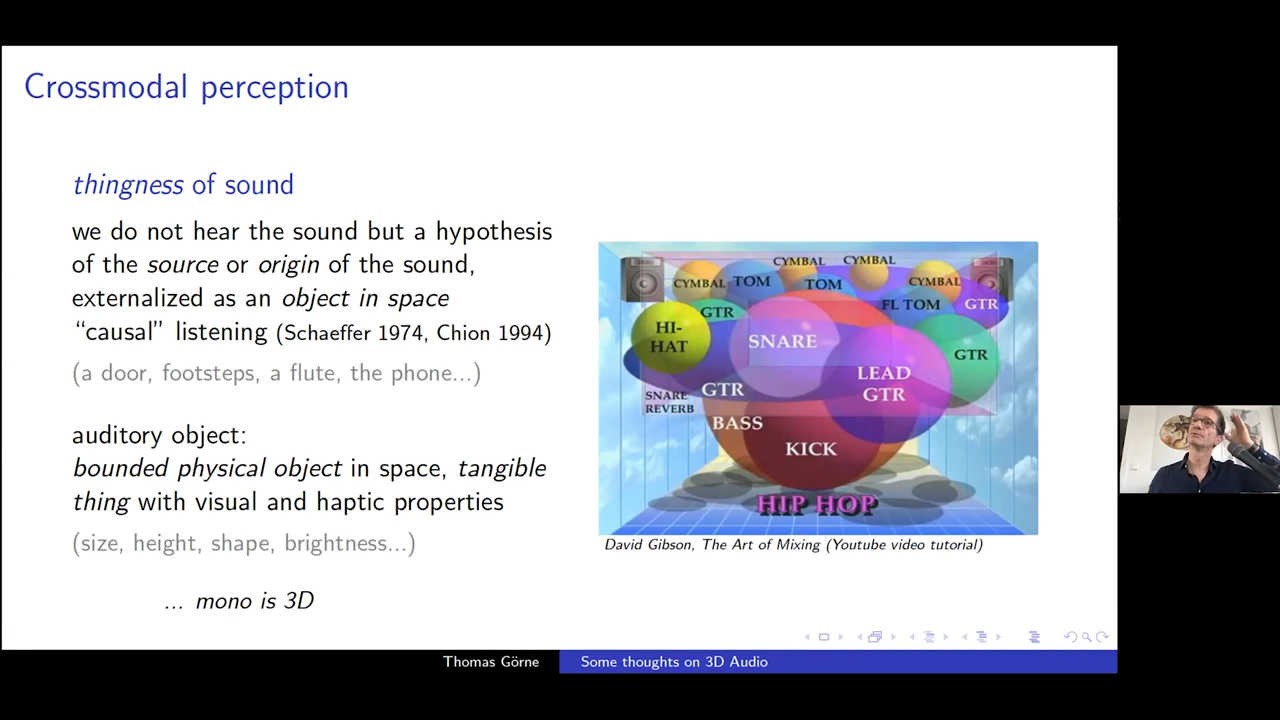 Crossmodal perception
thingness of sound
we do not hear the sound but a hypothesis
of the source or origin of the sound,
externalized as an object in space
“causal” listening (Schaeffer 1974, Chion 1994)
(a door, footsteps, a flute, the phone...)
auditory object:
bounded physical object in space, tangible
thing with visual and haptic properties
(size, height, shape, brightness...)
... mono is 3D
CYMBAL CYMBAL
CYMBAL TOM TOM CYMBAL
FL TOM GTR
GTR
HI-
HAT
SNARE
GTR
LEAD
GTR
GTR
SNARE
REVERB
BASS
KICK
HIP HOP
David Gibson, The Art of Mixing (Youtube video tutorial)
Thomas Görne Some thoughts on 3D Audio